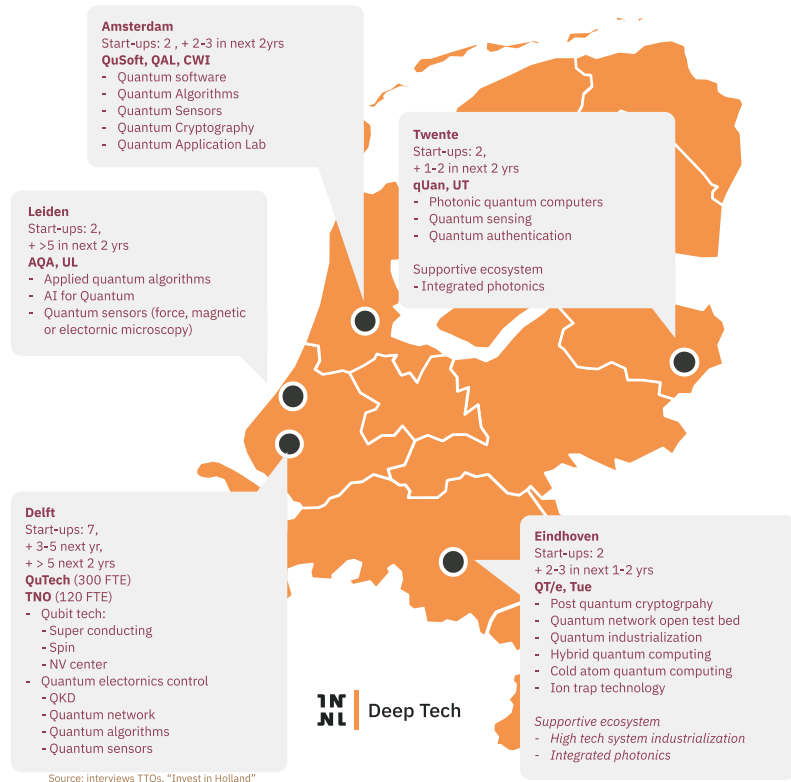 Amsterdam
Start-ups: 2 , + 2-3 in next 2yrs
QuSoft, QAL, CWI
- Quantum software
- Quantum Algorithms
- Quantum Sensors
- Quantum Cryptography
- Quantum Application Lab
Twente
Start-ups: 2,
+ 1-2 in next 2 yrs
qUan, UT
- Photonic quantum computers
- Quantum sensing
- Quantum authentication
Supportive ecosystem
- Integrated photonics
Leiden
Start-ups: 2,
+ >5 in next 2 yrs
AQA, UL
- Applied quantum algorithms
- AI for Quantum
- Quantum sensors (force, magnetic
or electornic microscopy)
Delft
Start-ups: 7,
+ 3-5 next yr,
+ > 5 next 2 yrs
QuTech (300 FTE)
TNO (120 FTE)
- Qubit tech:
- Super conducting
- Spin
- NV center
- Quantum electornics control
- QKD
- Quantum network
- Quantum algorithms
- Quantum sensors
Eindhoven
Start-ups: 2
+ 2-3 in next 1-2 yrs
QT/e, Tue
- Post quantum cryptogrpahy
- Quantum network open test bed
- Quantum industrialization
- Hybrid quantum computing
- Cold atom quantum computing
- Ion trap technology
Supportive ecosystem
- High tech system industrialization
- Integrated photonics
IN
NL
Deep Tech
Source: interviews TTOs, "Invest in Holland"